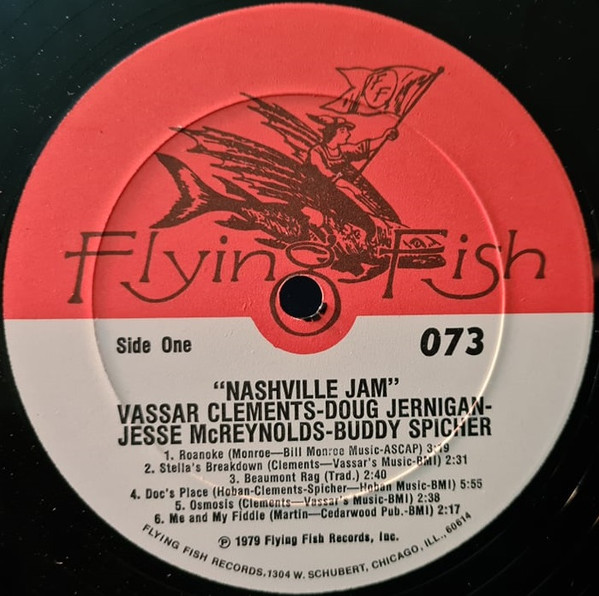 FF
Flying Fish
Side One
073
"NASHVILLE JAM"
VASSAR CLEMENTS-DOUG JERNIGAN-
JESSE McREYNOLDS-BUDDY SPICHER
1. Roanoke (Monroe—Bill Monroe Music-ASCAP) 3:19
2. Stella's Breakdown (Clements—Vassar's Music-BMI) 2:31
3. Beaumont Rag (Trad.) 2:40
4. Doc's Place (Hoban-Clements-Spicher—Hoban Music-BMI) 5:55
5. Osmosis (Clements—Vassar's Music-BMI) 2:38
6. Me and My Fiddle (Martin—Cedarwood Pub.-BMI) 2:17
℗ 1979 Flying Fish Records, Inc.
FLYING FISH RECORDS, 1304 W. SCHUBERT, CHICAGO, ILL., 60614